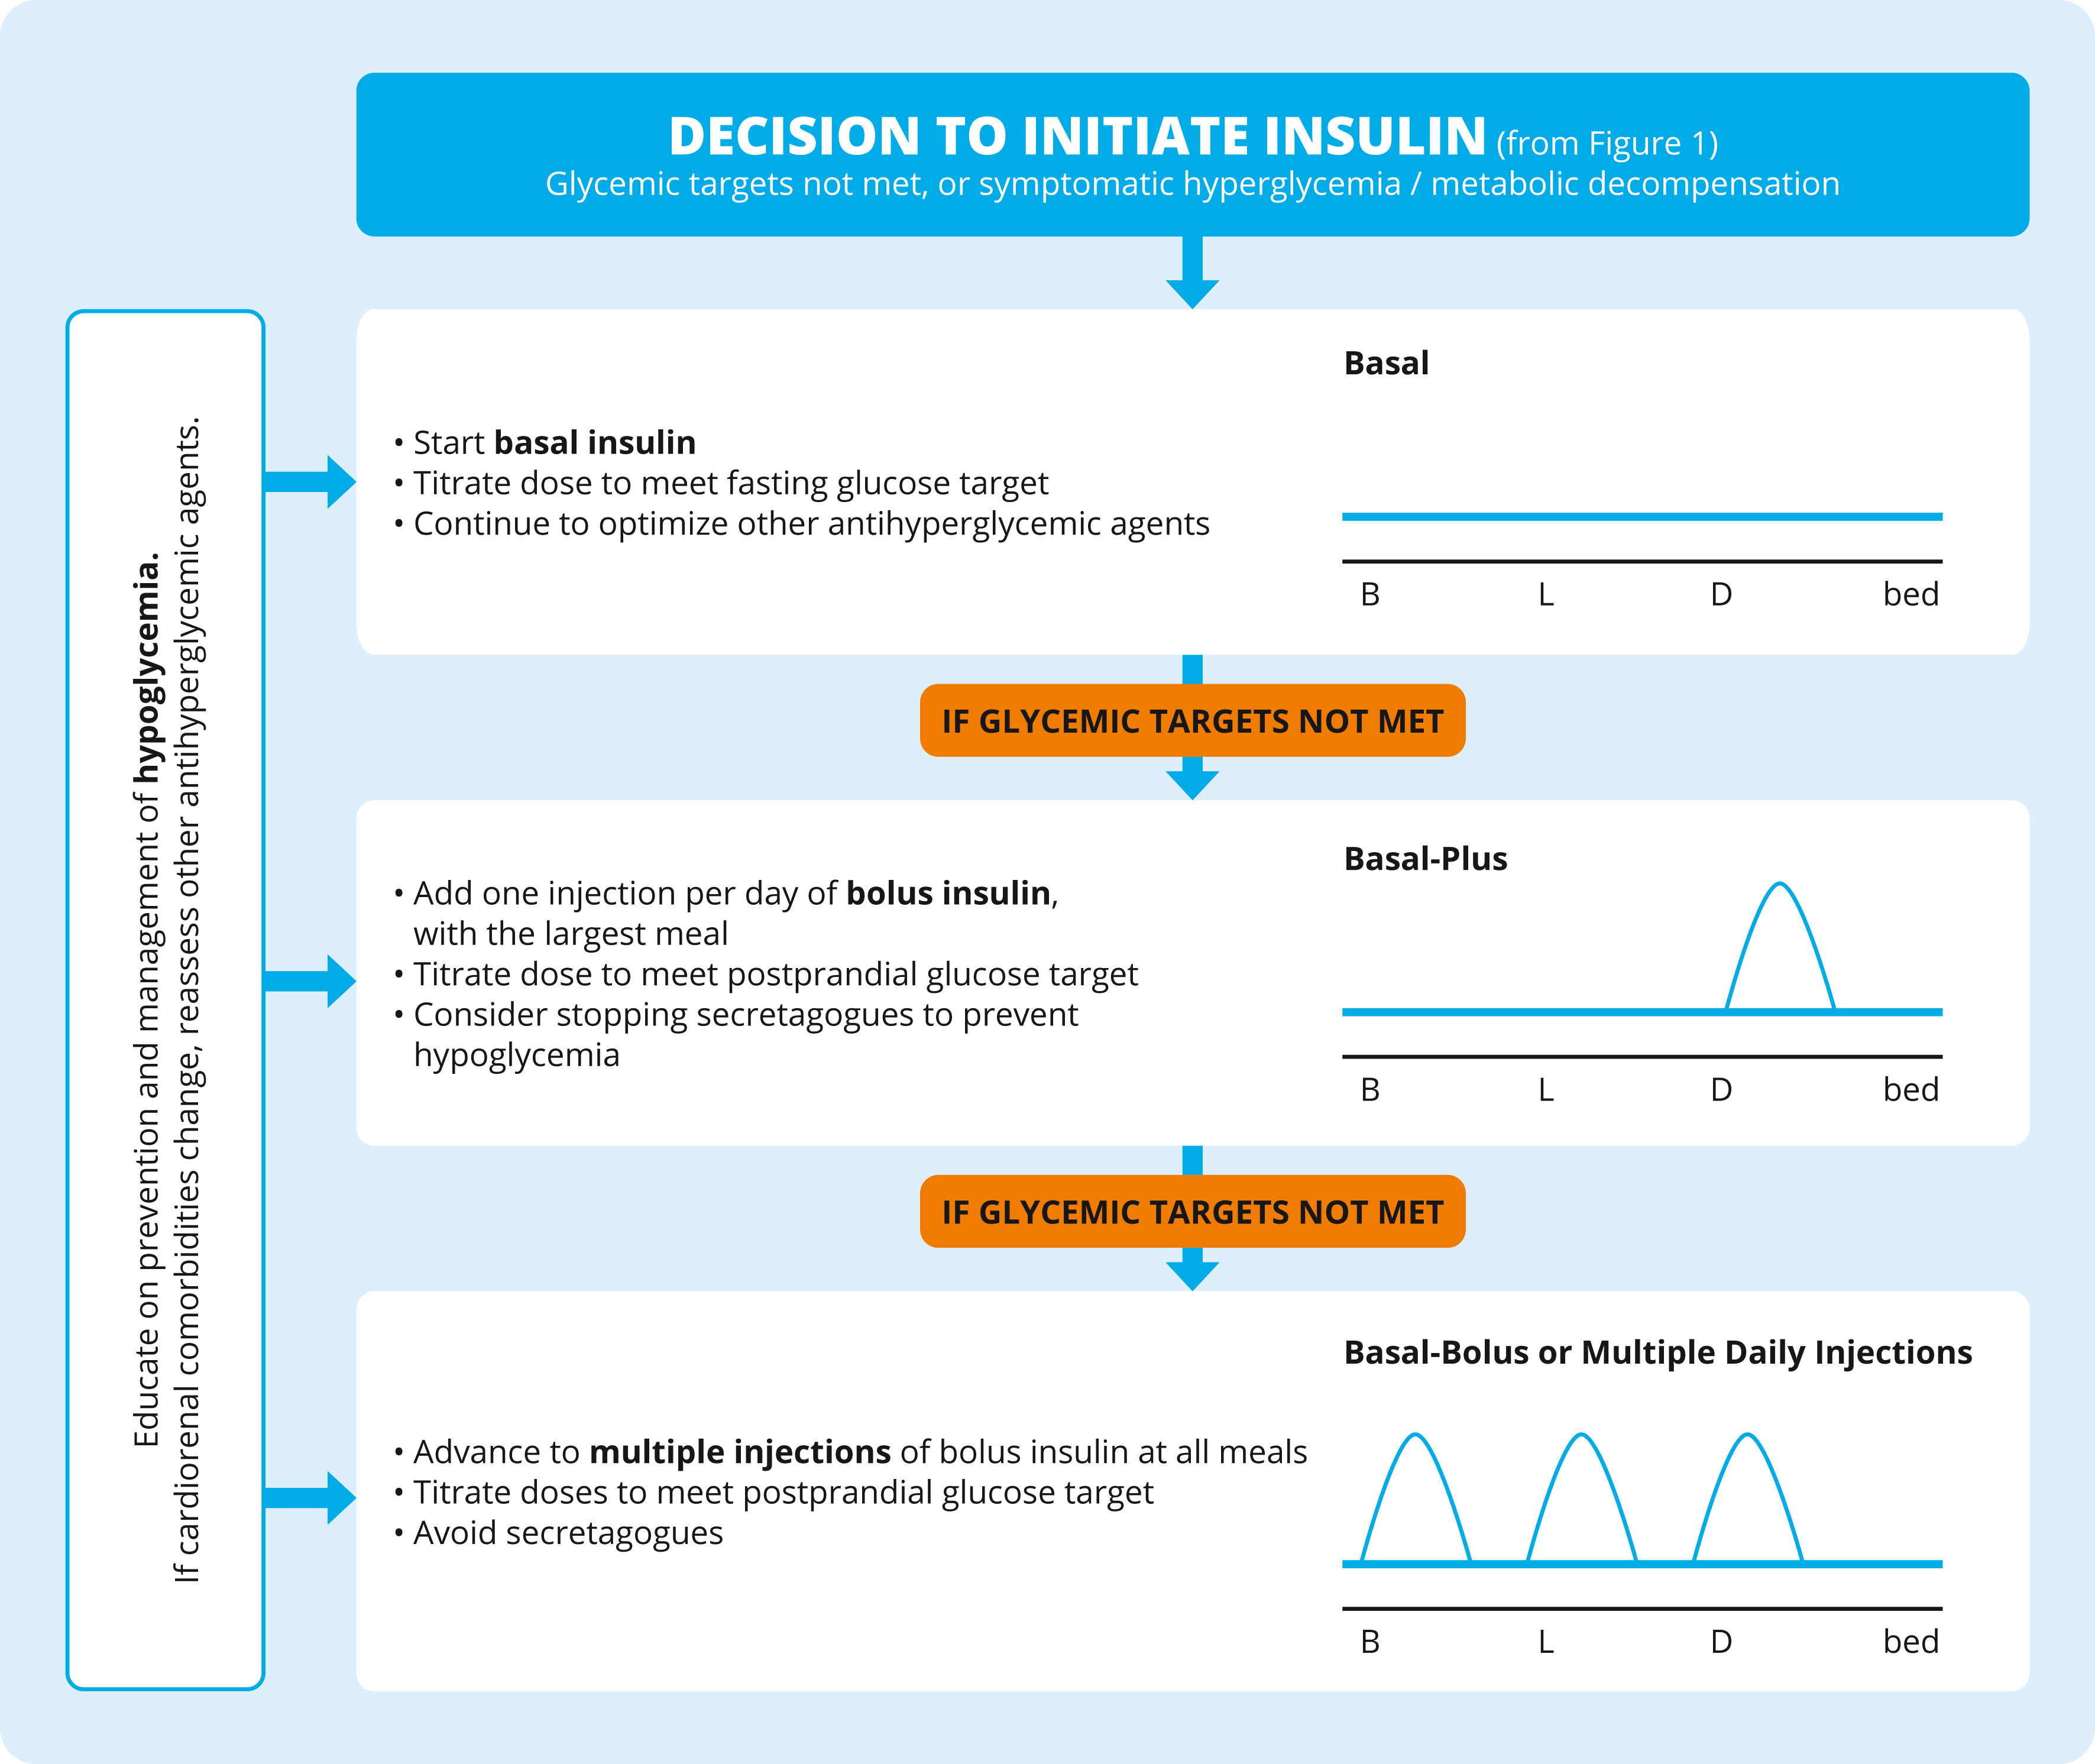 DECISION TO INITIATE INSULIN (from Figure 1)
Glycemic targets not met, or symptomatic hyperglycemia / metabolic decompensation
Educate on prevention and management of hypoglycemia.
If cardiorenal comorbidities change, reassess other antihyperglycemic agents.
• Start basal insulin
• Titrate dose to meet fasting glucose target
• Continue to optimize other antihyperglycemic agents
Basal
B L D bed
IF GLYCEMIC TARGETS NOT MET
• Add one injection per day of bolus insulin,
with the largest meal
• Titrate dose to meet postprandial glucose target
• Consider stopping secretagogues to prevent
hypoglycemia
Basal-Plus
B L D bed
IF GLYCEMIC TARGETS NOT MET
• Advance to multiple injections of bolus insulin at all meals
• Titrate doses to meet postprandial glucose target
• Avoid secretagogues
Basal-Bolus or Multiple Daily Injections
B L D bed